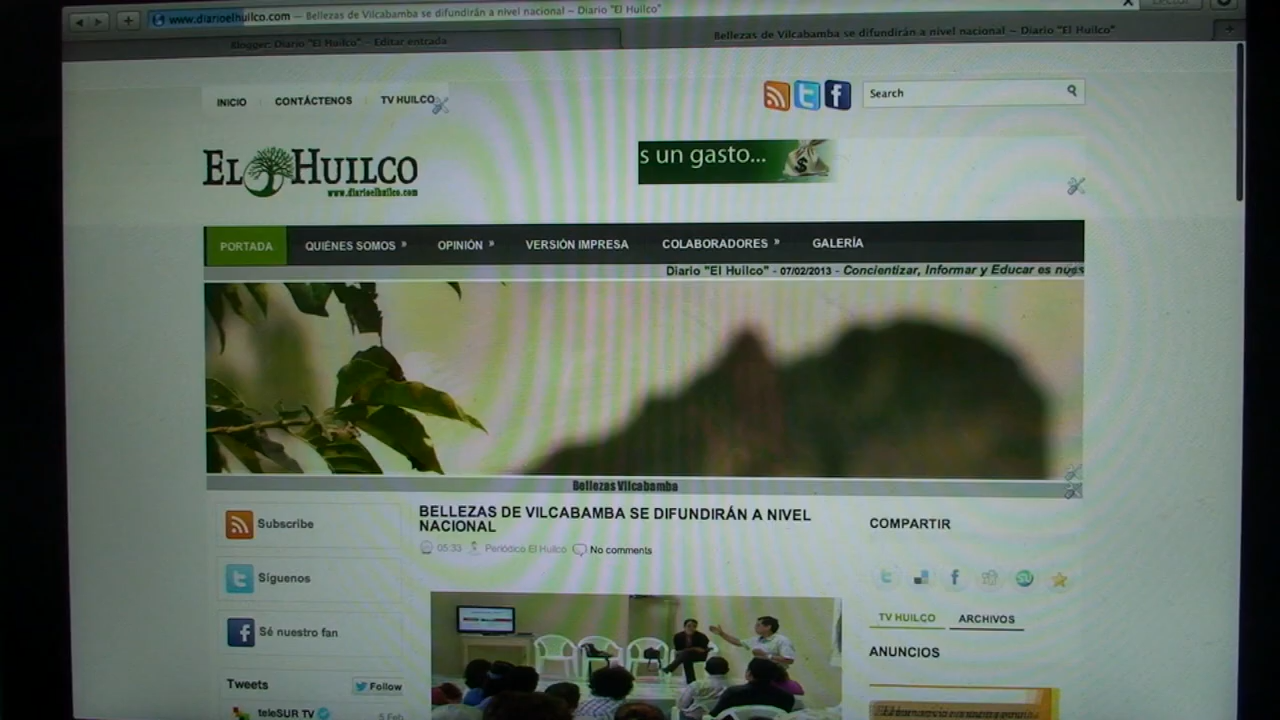 www.diarioelhuilco.com — Bellezas de Vilcabamba se difundirán a nivel nacional — Diario "El Huilco"
Blogger: Diario "El Huilco" – Editar entrada
Bellezas de Vilcabamba se difundirán a nivel nacional — Diario "El Huilco"
INICIO CONTÁCTENOS TV HUILCO
Search
s un gasto...
EL HUILCO
www.diarioelhuilco.com
PORTADA QUIÉNES SOMOS » OPINIÓN » VERSIÓN IMPRESA COLABORADORES » GALERÍA
Diario "El Huilco" - 07/02/2013 - Concientizar, Informar y Educar es nues
Bellezas Vilcabamba
Subscribe
Síguenos
Sé nuestro fan
Tweets Follow
teleSUR TV 5 Feb
BELLEZAS DE VILCABAMBA SE DIFUNDIRÁN A NIVEL
NACIONAL
05:33 Periódico El Huilco No comments
COMPARTIR
TV HUILCO ARCHIVOS
ANUNCIOS